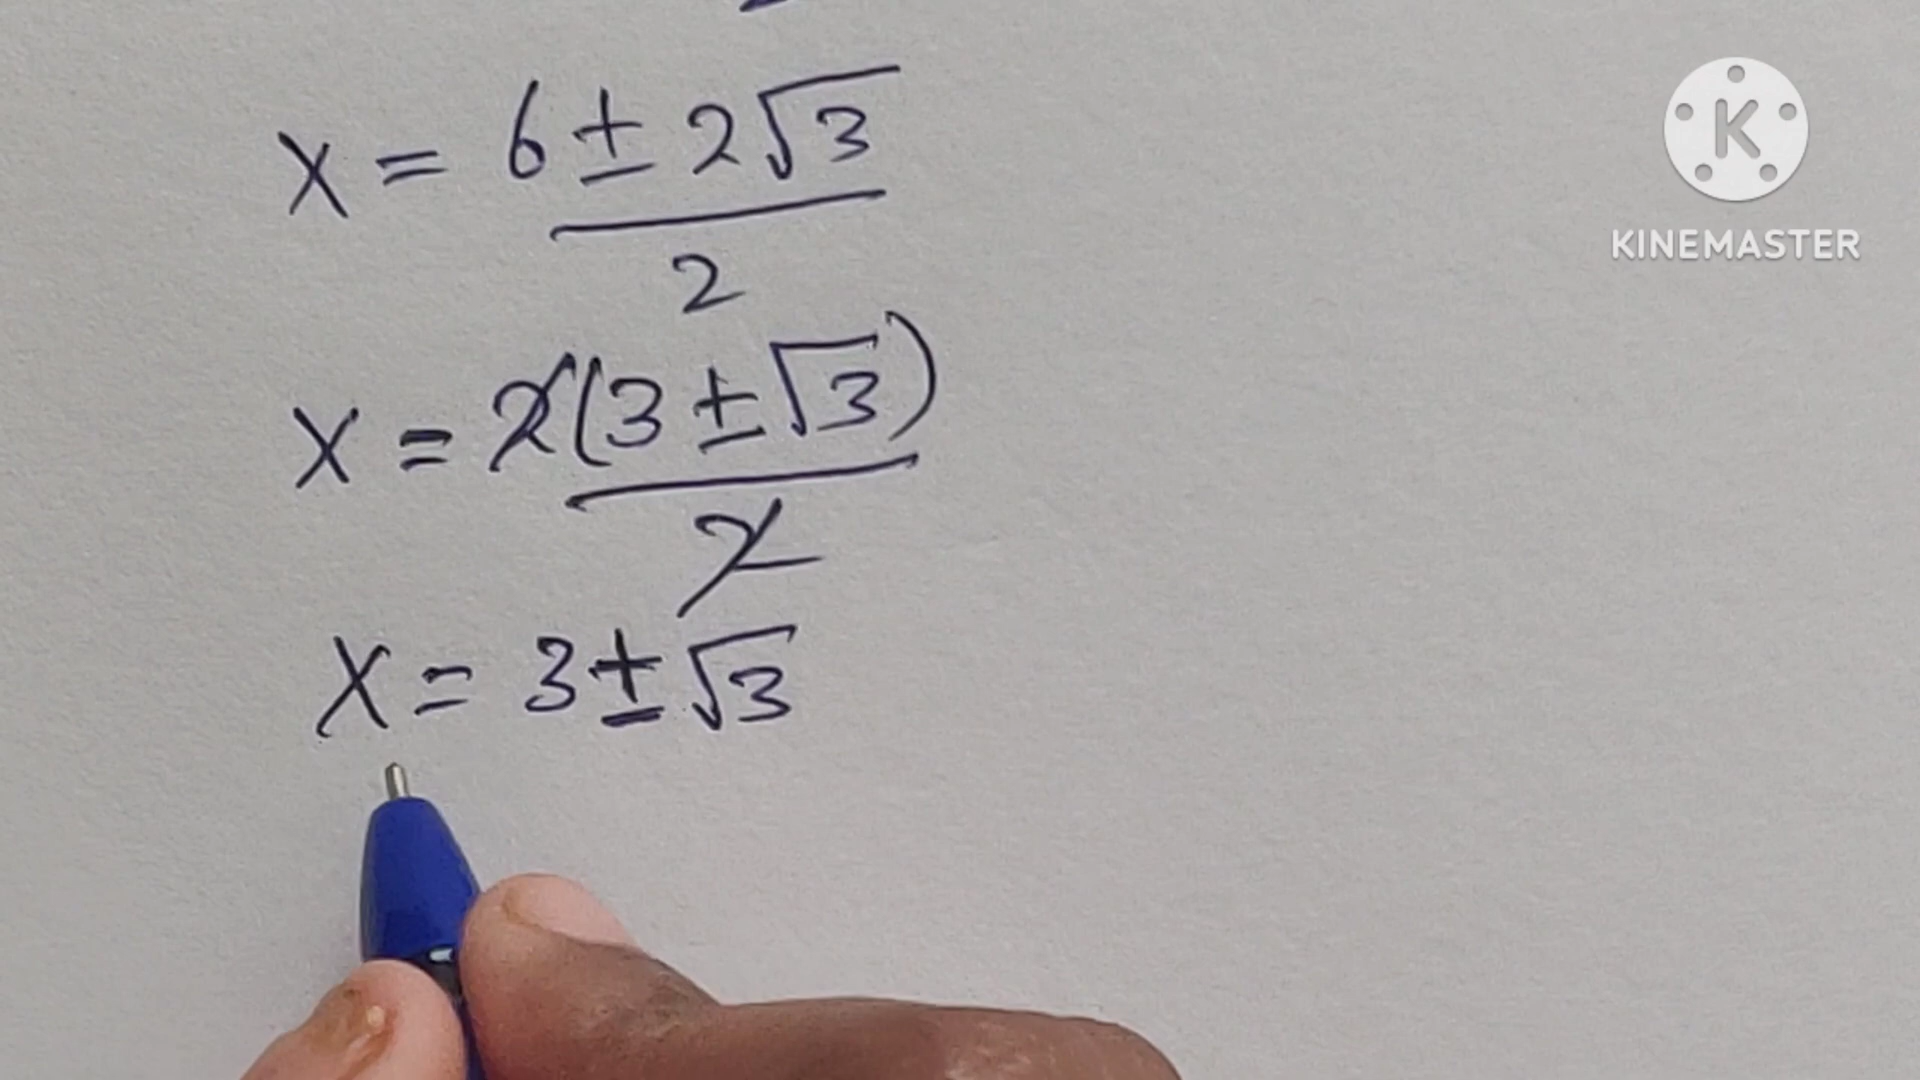 x = 6 ± 2√3
2
x = 2(3 ± √3)
2
x = 3 ± √3
K
KINEMASTER